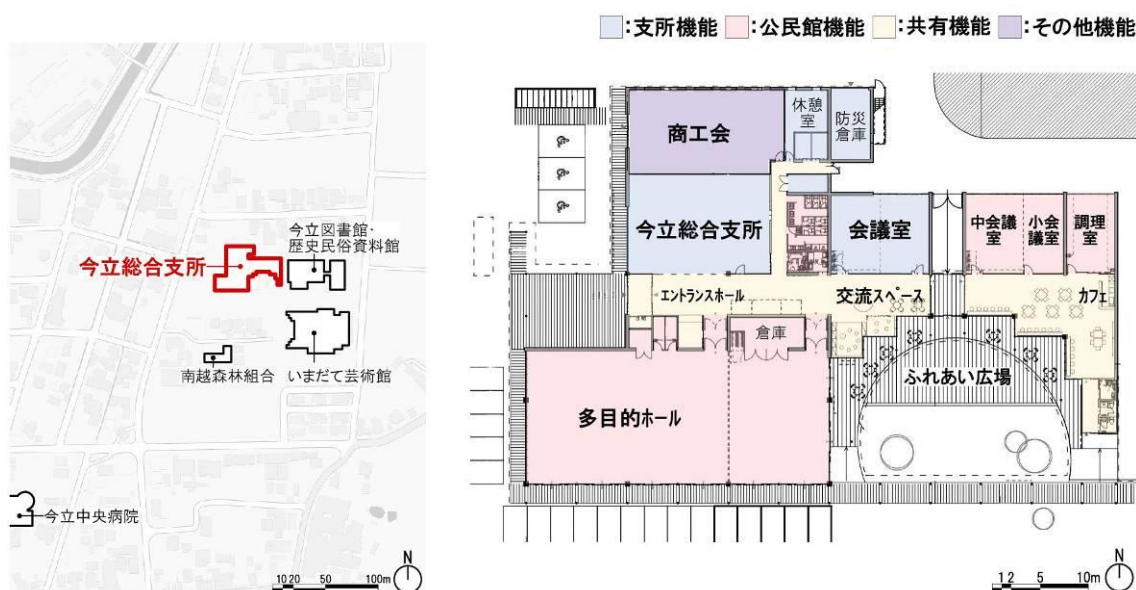 :支所機能 :公民館機能 :共有機能 :その他機能
今立図書館・
歴史民俗資料館
今立総合支所
南越森林組合 いまだて芸術館
今立中央病院
10 20 50 100m
N
商工会
休憩
室
防災
倉庫
今立総合支所
会議室
中会議
室
小会
議室
調理
室
エントランスホール
交流スペース
カフェ
倉庫
多目的ホール
ふれあい広場
1 2 5 10m
N